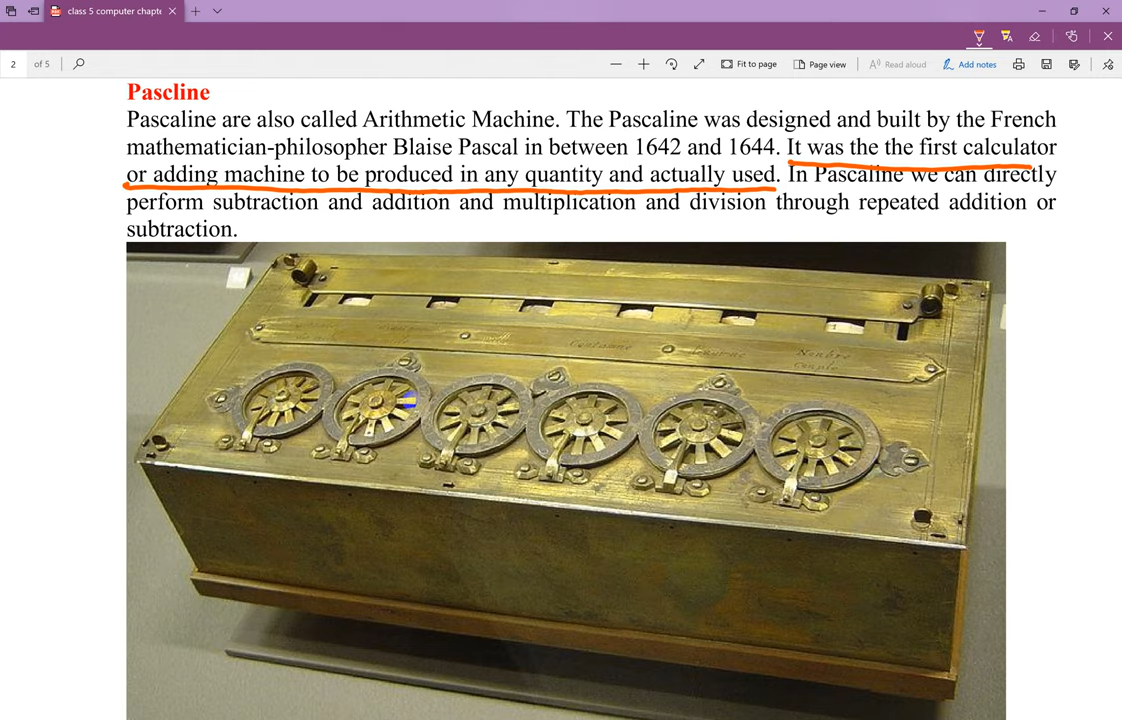 class 5 computer chapte
2 of 5
Fit to page
Page view
Read aloud
Add notes
Pascline
Pascaline are also called Arithmetic Machine. The Pascaline was designed and built by the French
mathematician-philosopher Blaise Pascal in between 1642 and 1644. It was the the first calculator
or adding machine to be produced in any quantity and actually used. In Pascaline we can directly
perform subtraction and addition and multiplication and division through repeated addition or
subtraction.
Nonbre